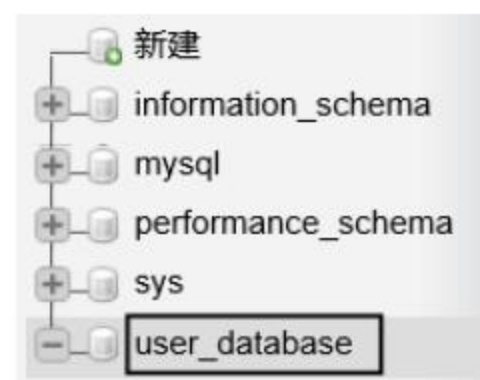 新建
information_schema
mysql
performance_schema
sys
user_database